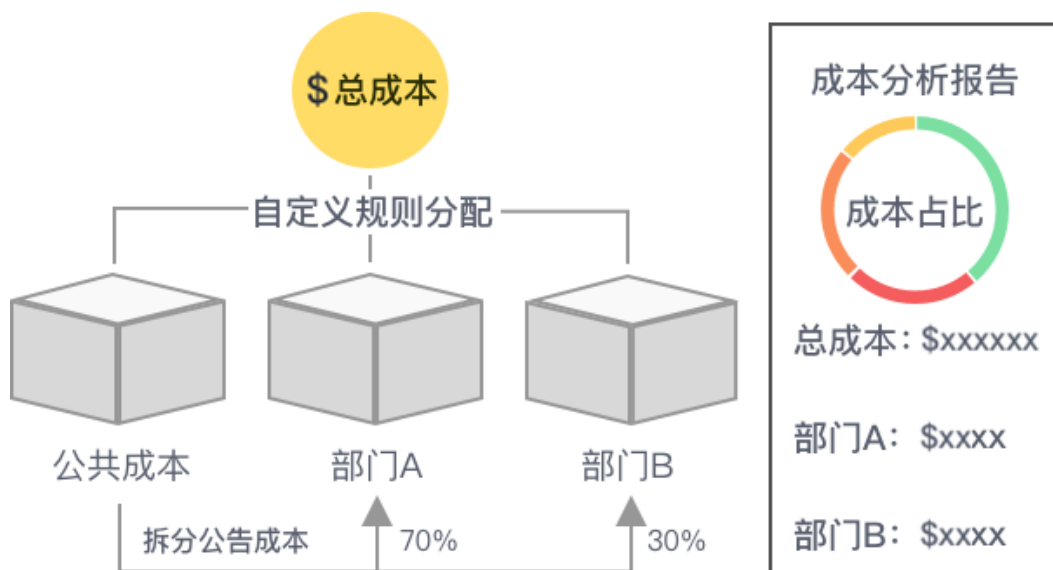 $总成本
自定义规则分配
公共成本
部门A
部门B
拆分公告成本
70%
30%
成本分析报告
成本占比
总成本：$xxxxxx
部门A：$xxxx
部门B：$xxxx